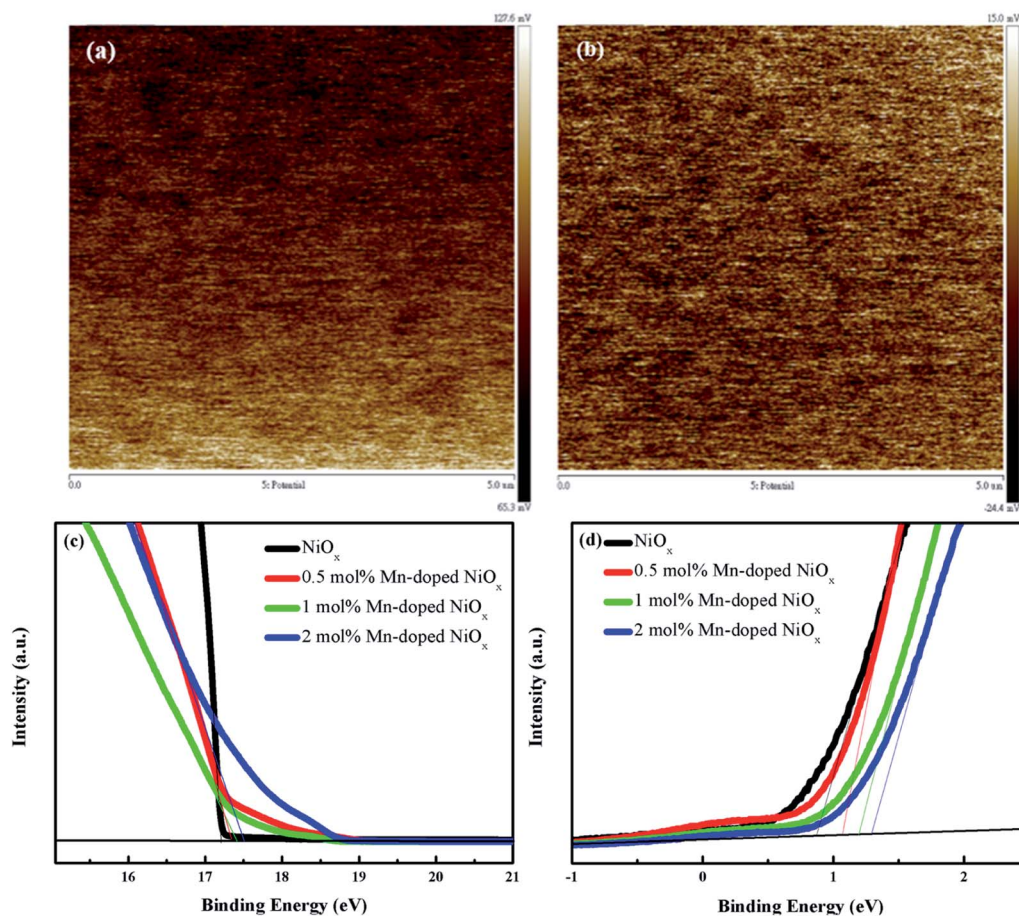 127.6 mV
15.0 mV
(a)
(b)
0.0
5: Potential
5.0 um
65.3 mV
0.0
5: Potential
5.0 um
-24.4 mV
(c)
NiOx
0.5 mol% Mn-doped NiOx
1 mol% Mn-doped NiOx
2 mol% Mn-doped NiOx
Intensity (a.u.)
16
17
18
19
20
21
Binding Energy (eV)
(d)
NiOx
0.5 mol% Mn-doped NiOx
1 mol% Mn-doped NiOx
2 mol% Mn-doped NiOx
Intensity (a.u.)
-1
0
1
2
Binding Energy (eV)